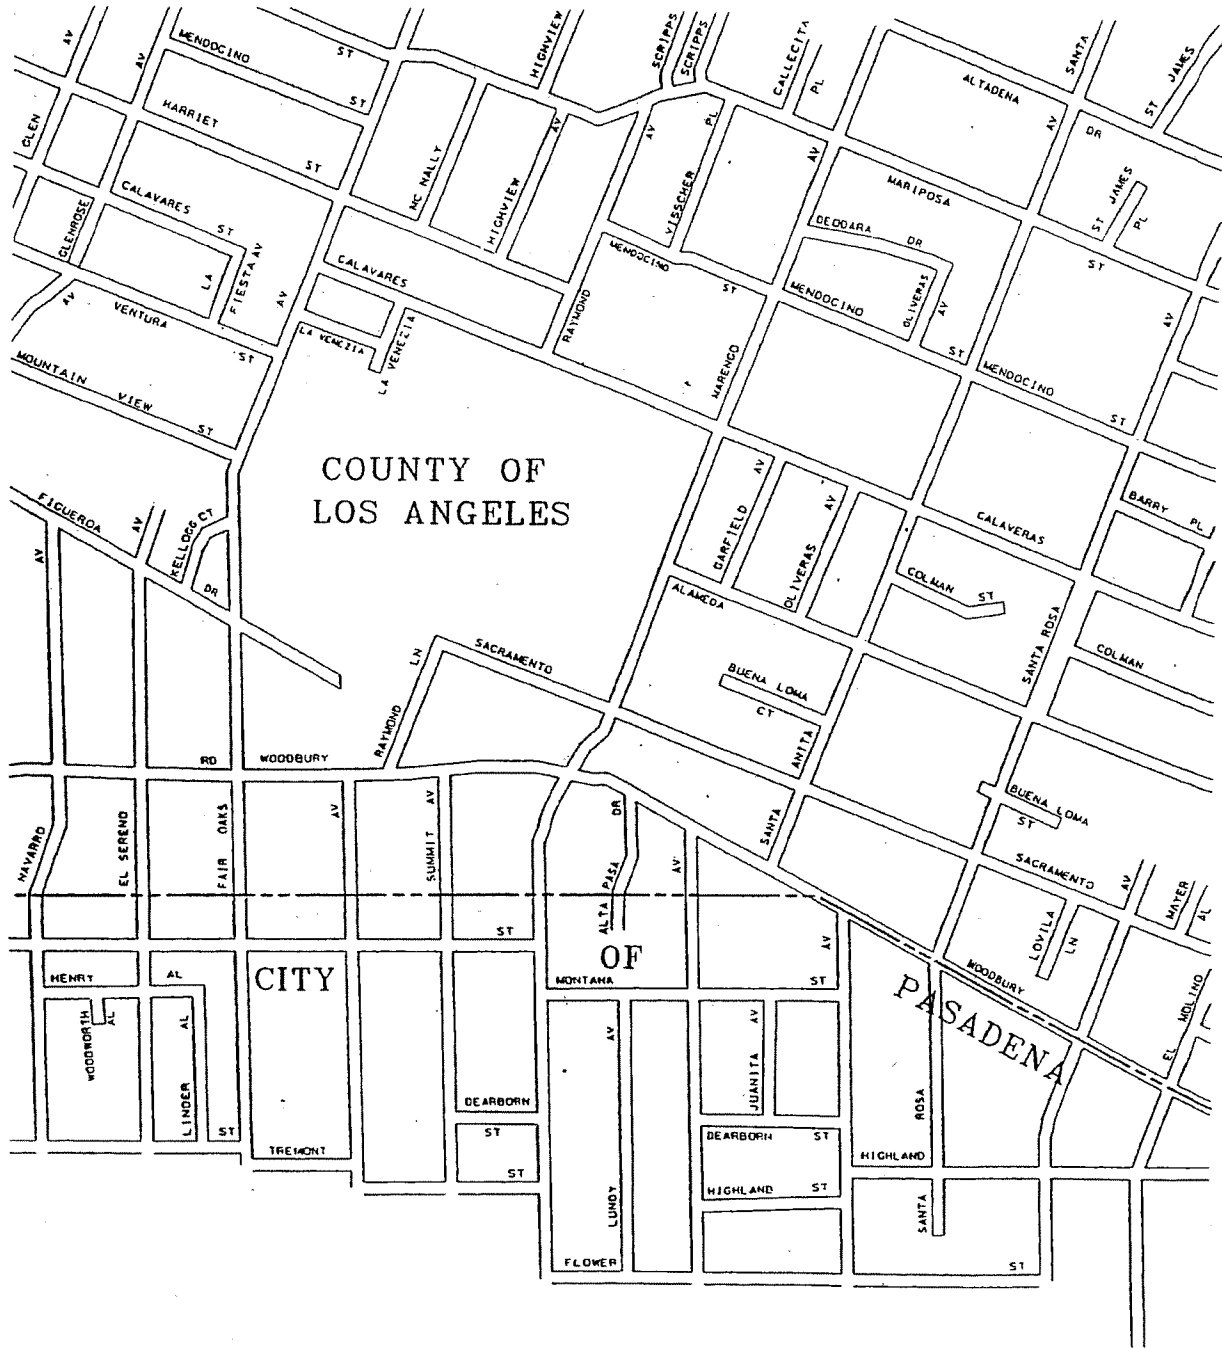 AV
AV
MENDOCINO
ST
HIGHVIEW
SCRIPPS
SCRIPPS
CALLECITA
PL
SANTA
ST JAMES
ALTADENA
DR
GLEN
HARRIET
ST
ST
MC NALLY
HIGHVIEW
AV
AV
VISSCHER
PL
AV
AV
MARIPOSA
ST
ST JAMES
PL
CALAVARES
ST
GLENROSE
AV
LA
FIESTA AV
AV
VENTURA
ST
CALAVARES
LA VENEZIA
LA VENEZIA
RAYMOND
MENDOCINO
ST
DEODARA
DR
MENDOCINO
ST
OLIVERAS
AV
MARENGO
MENDOCINO
ST
AV
MOUNTAIN
VIEW
ST
COUNTY OF
LOS ANGELES
FIGUEROA
DR
AV
AV
KELLOGG CT
GARFIELD
AV
OLIVERAS
AV
CALAVERAS
BARRY
PL
ALAMEDA
COLMAN
ST
SANTA ROSA
COLMAN
SACRAMENTO
RAYMOND
LN
BUENA LOMA
CT
ANITA
SANTA
RD
WOODBURY
BUENA LOMA
ST
NAVARRO
EL SERENO
FAIR OAKS
AV
SUMMIT
AV
ALTA PASA
DR
AV
AV
SACRAMENTO
AV
MAYER
AL
LOVILA
LN
ST
CITY
OF
PASADENA
HENRY
AL
MONTANA
ST
WOODBURY
EL MOLINO
WOODWORTH
AL
LINDER
AL
ST
TREMONT
DEARBORN
ST
ST
LUNDY
AV
JUANITA
AV
DEARBORN
ST
HIGHLAND
ST
HIGHLAND
ROSA
SANTA
FLOWER
ST